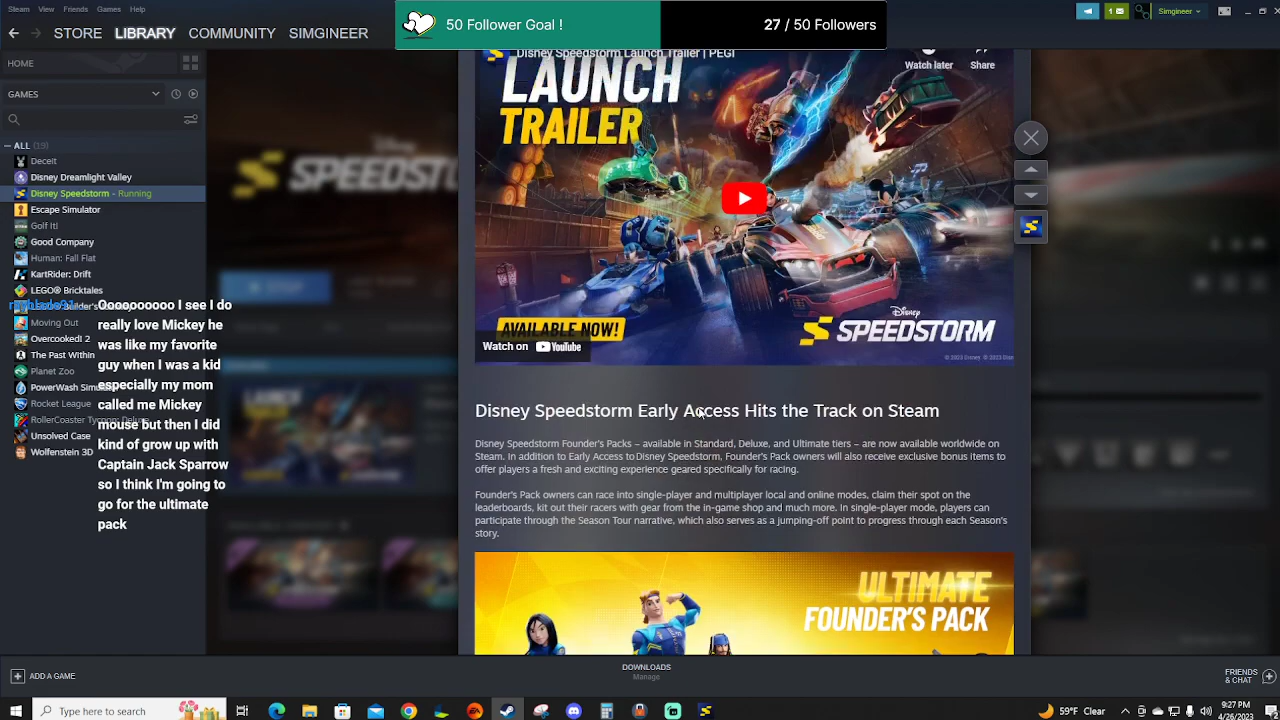 Steam View Friends Games Help
STORE LIBRARY COMMUNITY SIMGINEER
50 Follower Goal !
27 / 50 Followers
1
Simgineer
HOME
GAMES
ALL (19)
Deceit
Disney Dreamlight Valley
Disney Speedstorm - Running
Escape Simulator
Golf It!
Good Company
Human: Fall Flat
KartRider: Drift
LEGO® Bricktales
Moving Out
Overcooked! 2
The Past Within
Planet Zoo
PowerWash Sim
Rocket League
RollerCoaster Tycoon Deluxe
Unsolved Case
Wolfenstein 3D
Goooooooo I see I do
really love Mickey he
was like my favorite
guy when I was a kid
especially my mom
called me Mickey
mouse but then I did
kind of grow up with
Captain Jack Sparrow
so I think I'm going to
go for the ultimate
pack
Disney Speedstorm Launch Trailer | PEGI
Watch later
Share
LAUNCH
TRAILER
AVAILABLE NOW!
Watch on YouTube
Disney
SPEEDSTORM
Disney Speedstorm Early Access Hits the Track on Steam
Disney Speedstorm Founder's Packs – available in Standard, Deluxe, and Ultimate tiers – are now available worldwide on
Steam. In addition to Early Access to Disney Speedstorm, Founder's Pack owners will also receive exclusive bonus items to
offer players a fresh and exciting experience geared specifically for racing.
Founder's Pack owners can race into single-player and multiplayer local and online modes, claim their spot on the
leaderboards, kit out their racers with gear from the in-game shop and much more. In single-player mode, players can
participate through the Season Tour narrative, which also serves as a jumping-off point to progress through each Season's
story.
ULTIMATE
FOUNDER'S PACK
ADD A GAME
DOWNLOADS
Manage
FRIENDS
& CHAT
Type here to search
59°F Clear
9:27 PM
4/26/2023